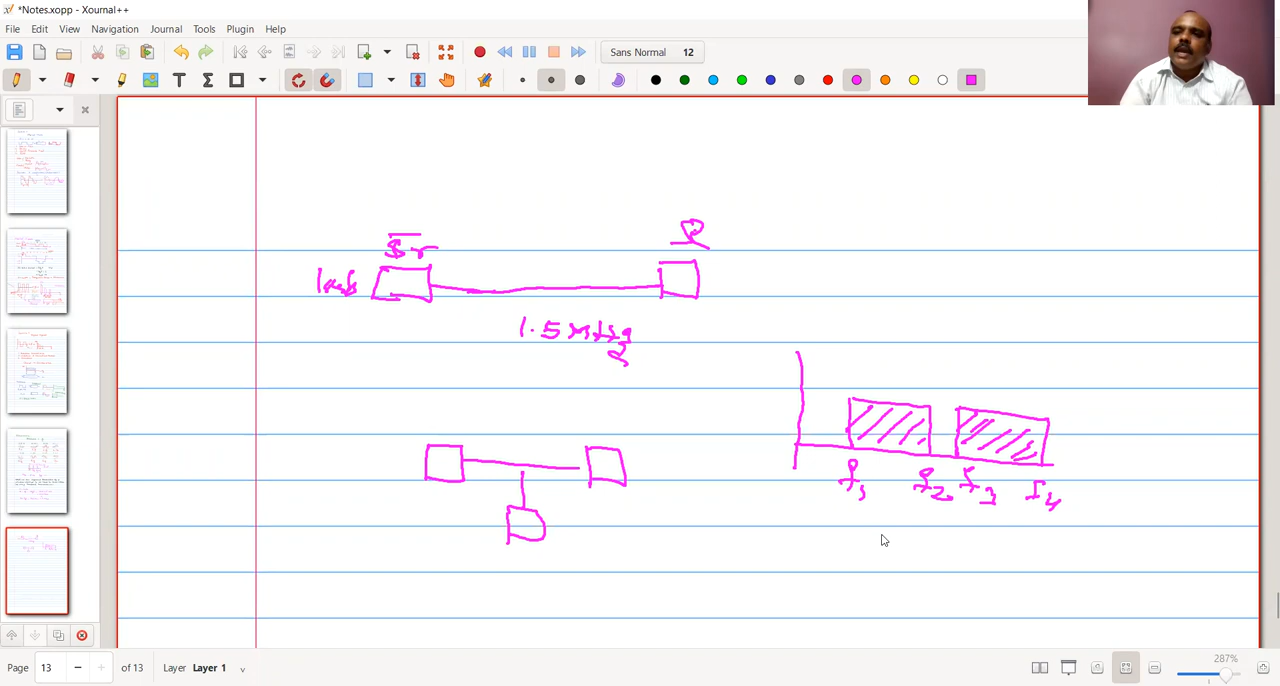 *Notes.xopp - Xournal++
File Edit View Navigation Journal Tools Plugin Help
Sans Normal 12
1.5
f1 f2 f3 f4
Page 13 of 13 Layer Layer 1
287%